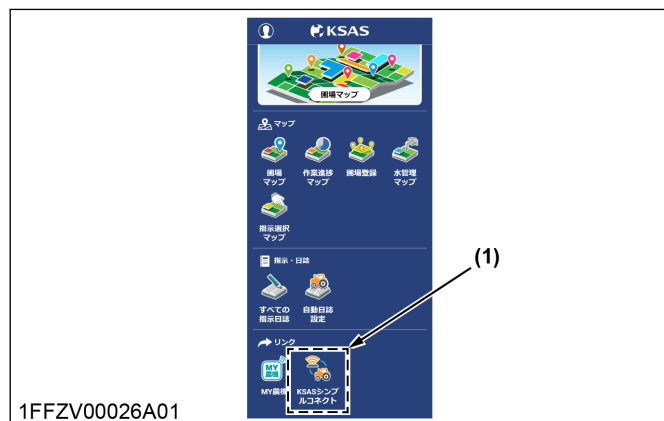 KSAS
圃場マップ
マップ
圃場
マップ
作業進捗
マップ
圃場登録
水管理
マップ
指示選択
マップ
指示・日誌
(1)
すべての
指示日誌
自動日誌
設定
リンク
MY
農機
MY農機
KSASシンプ
ルコネクト
1FFZV00026A01